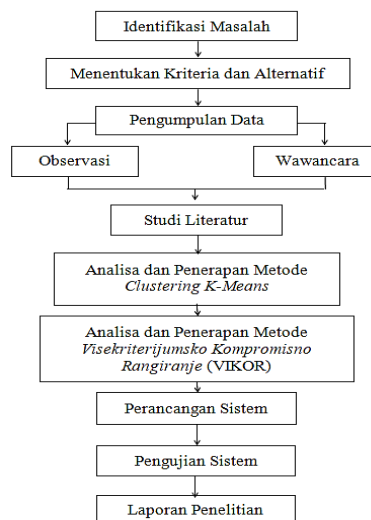 Identifikasi Masalah
Menentukan Kriteria dan Alternatif
Pengumpulan Data
Observasi
Wawancara
Studi Literatur
Analisa dan Penerapan Metode
Clustering K-Means
Analisa dan Penerapan Metode
Visekriterijumsko Kompromisno
Rangiranje (VIKOR)
Perancangan Sistem
Pengujian Sistem
Laporan Penelitian